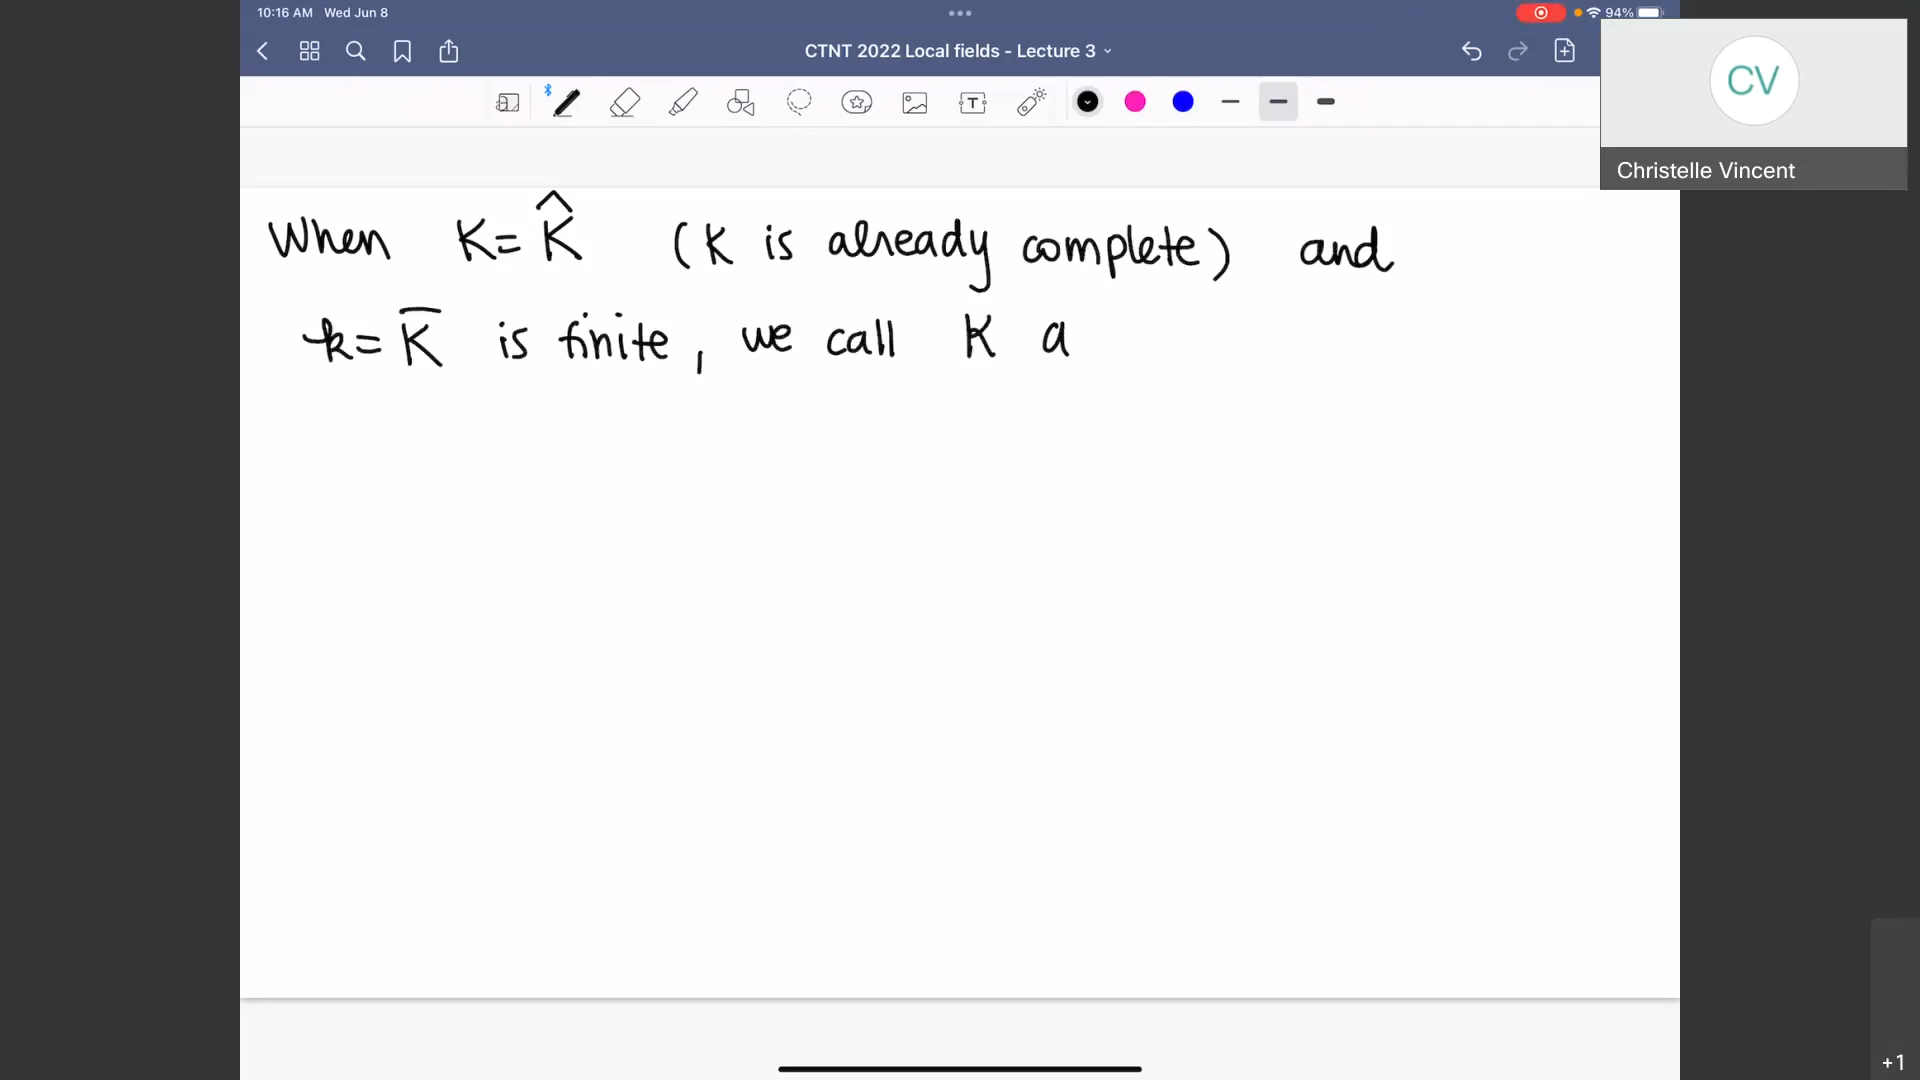 10:16 AM Wed Jun 8
94%
CTNT 2022 Local fields - Lecture 3
T
CV
Christelle Vincent
When K = K̂ (K is already complete) and
k = K̅ is finite, we call K a
+1